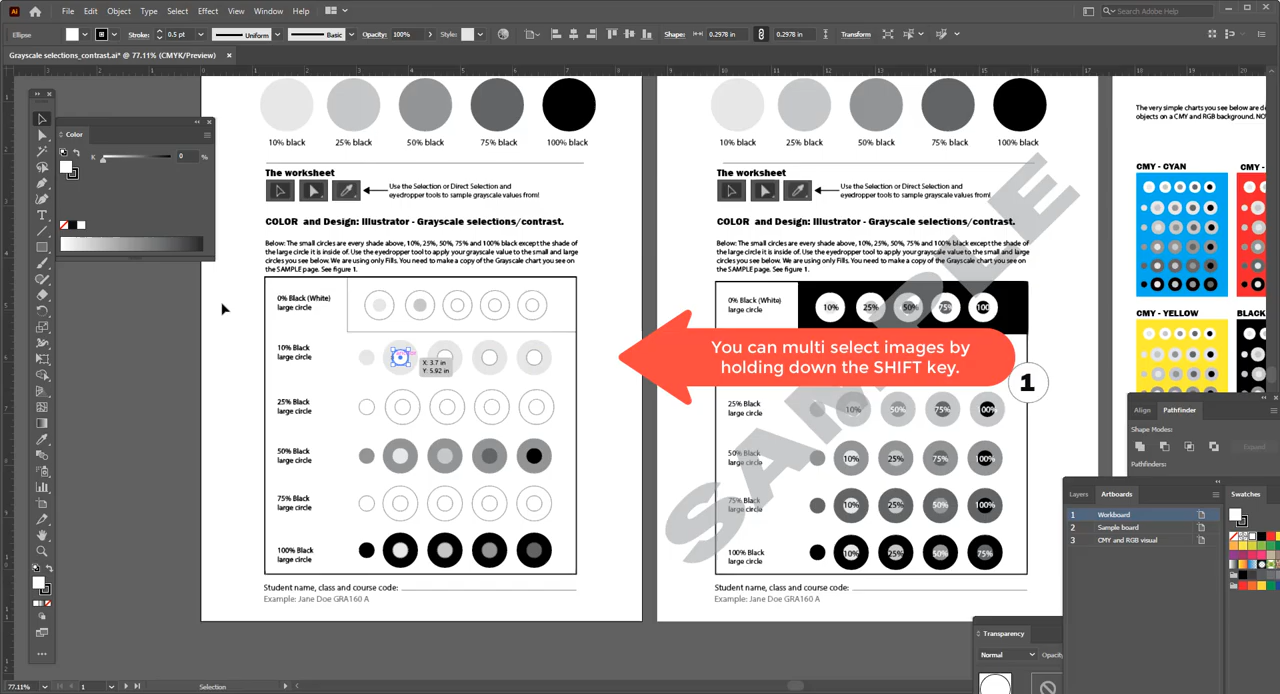 Ai File Edit Object Type Select Effect View Window Help Search Adobe Help
Ellipse Stroke: 0.5 pt Uniform Basic Opacity: 100% Style: Shape: 0.2978 in 0.2978 in Transform
Grayscale selections_contrast.ai* @ 77.11% (CMYK/Preview) ×
Color
K 0 %
10% black 25% black 50% black 75% black 100% black
The worksheet
Use the Selection or Direct Selection and
eyedropper tools to sample grayscale values from!
COLOR and Design: Illustrator - Grayscale selections/contrast.
Below: The small circles are every shade above, 10%, 25%, 50%, 75% and 100% black except the shade of
the large circle it is inside of. Use the eyedropper tool to apply your grayscale value to the small and large
circles you see below. We are using only Fills. You need to make a copy of the Grayscale chart you see on
the SAMPLE page. See figure 1.
0% Black (White)
large circle
10% Black
large circle
X: 3.7 in
Y: 5.92 in
25% Black
large circle
50% Black
large circle
75% Black
large circle
100% Black
large circle
Student name, class and course code:
Example: Jane Doe GRA160 A
10% black 25% black 50% black 75% black 100% black
The worksheet
Use the Selection or Direct Selection and
eyedropper tools to sample grayscale values from!
COLOR and Design: Illustrator - Grayscale selections/contrast.
Below: The small circles are every shade above, 10%, 25%, 50%, 75% and 100% black except the shade of
the large circle it is inside of. Use the eyedropper tool to apply your grayscale value to the small and large
circles you see below. We are using only Fills. You need to make a copy of the Grayscale chart you see on
the SAMPLE page. See figure 1.
SAMPLE
0% Black (White)
large circle
10% 25% 50% 75% 100%
You can multi select images by
holding down the SHIFT key.
1
25% Black
large circle
10% 50% 75% 100%
50% Black
large circle
10% 25% 75% 100%
75% Black
large circle
10% 25% 50% 100%
100% Black
large circle
10% 25% 50% 75%
Student name, class and course code:
Example: Jane Doe GRA160 A
The very simple charts you see below are
objects on a CMY and RGB background.
CMY - CYAN
CMY - YELLOW
Align Pathfinder
Shape Modes:
Expand
Pathfinders:
Layers Artboards Swatches
1 Workboard
2 Sample board
3 CMY and RGB visual
Transparency
Normal
77.11% 1 Selection